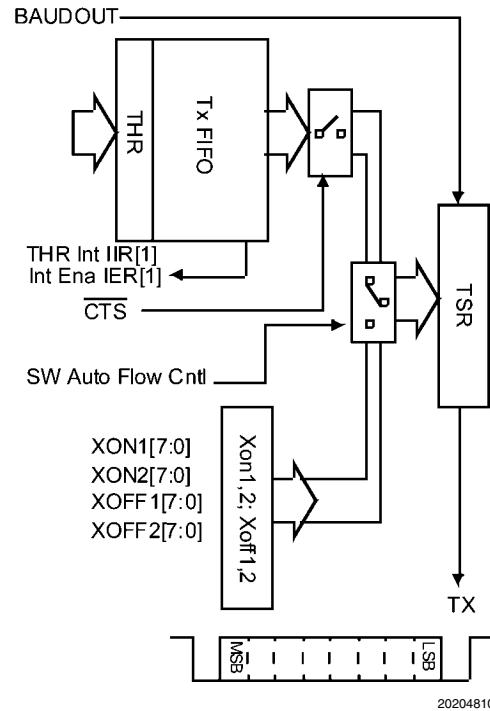 BAUDOUT
THR
Tx FIFO
THR Int IIR[1]
Int Ena IER[1]
CTS
TSR
SW Auto Flow Cntl
XON1[7:0]
XON2[7:0]
XOFF1[7:0]
XOFF2[7:0]
Xon1,2; Xoff1,2
TX
MSB
LSB
20204810